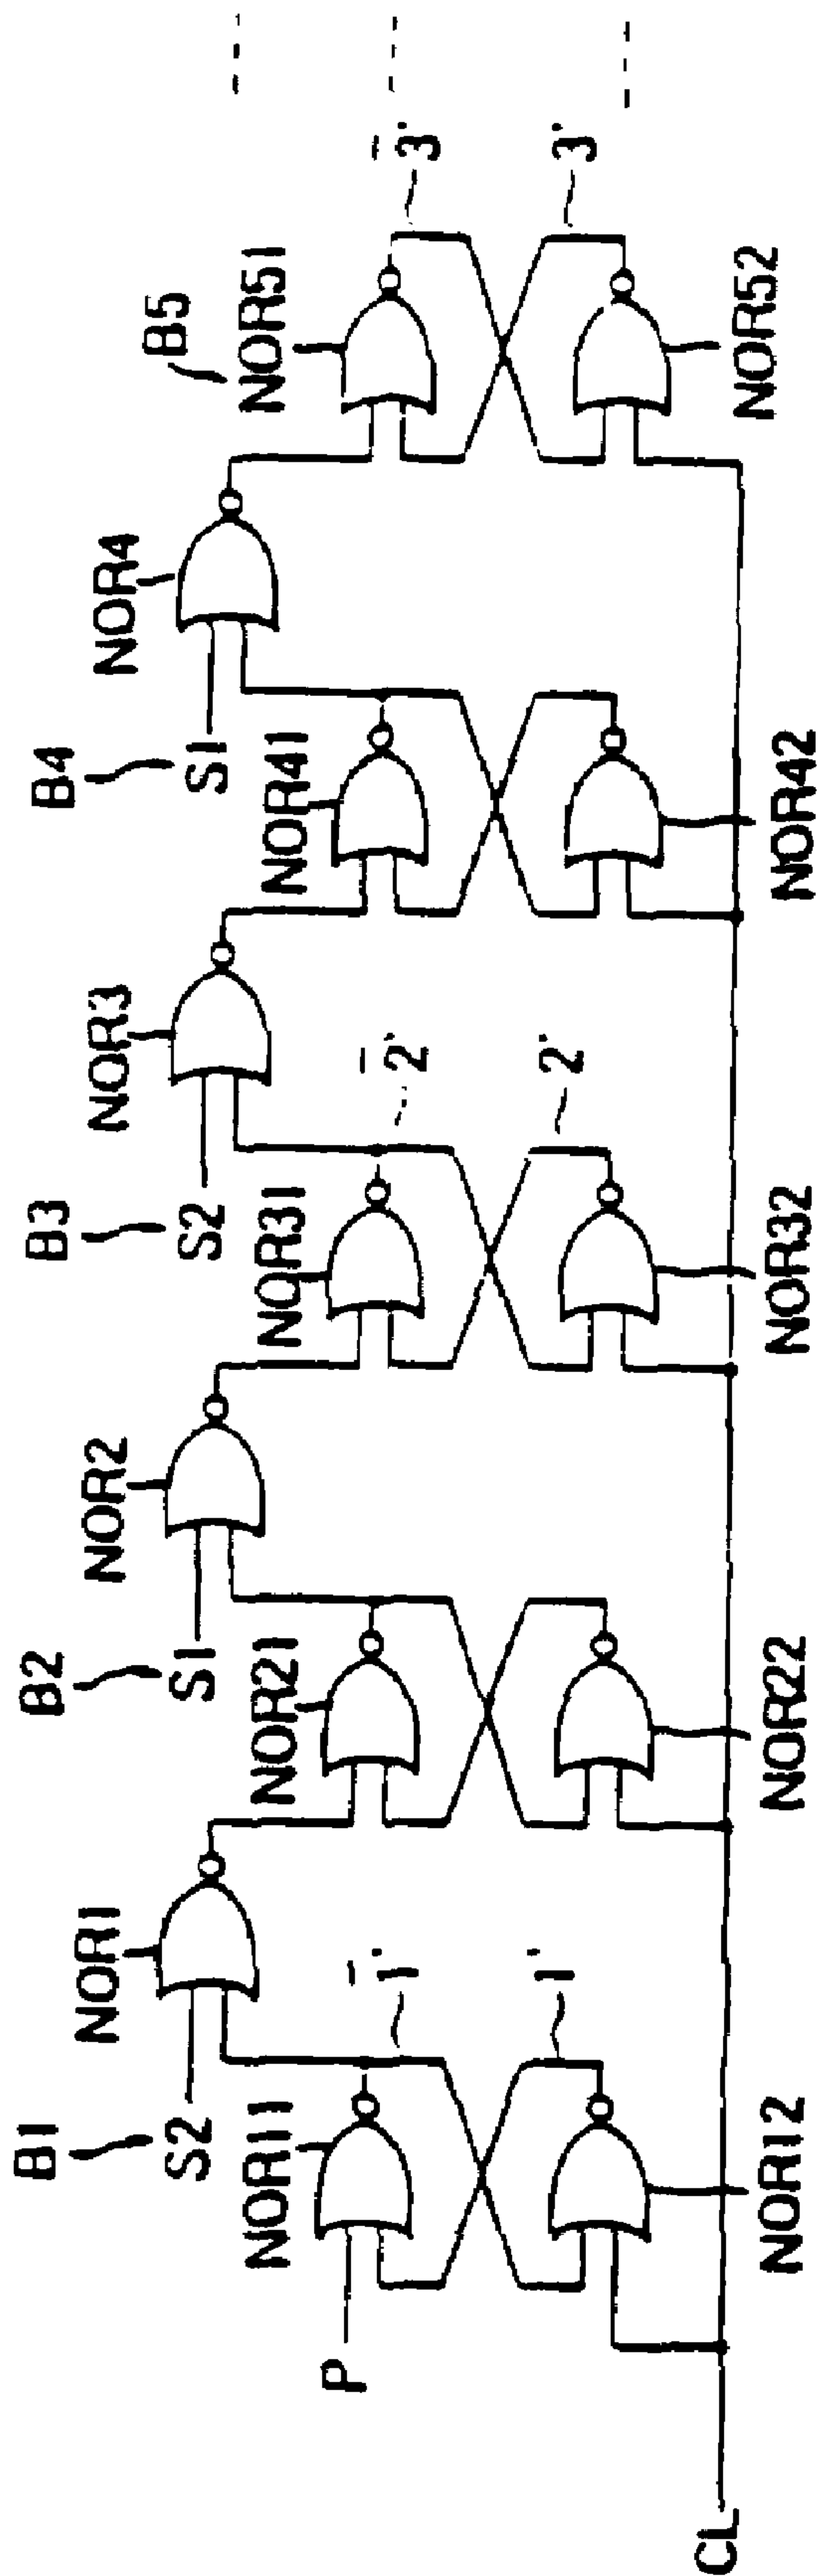 B1
B2
B3
B4
B5
S2
NOR1
S1
NOR2
S2
NOR3
S1
NOR4
P
NOR11
1̄'
NOR21
NOR31
2̄'
NOR41
NOR51
3̄'
1'
2'
3'
CL
NOR12
NOR22
NOR32
NOR42
NOR52